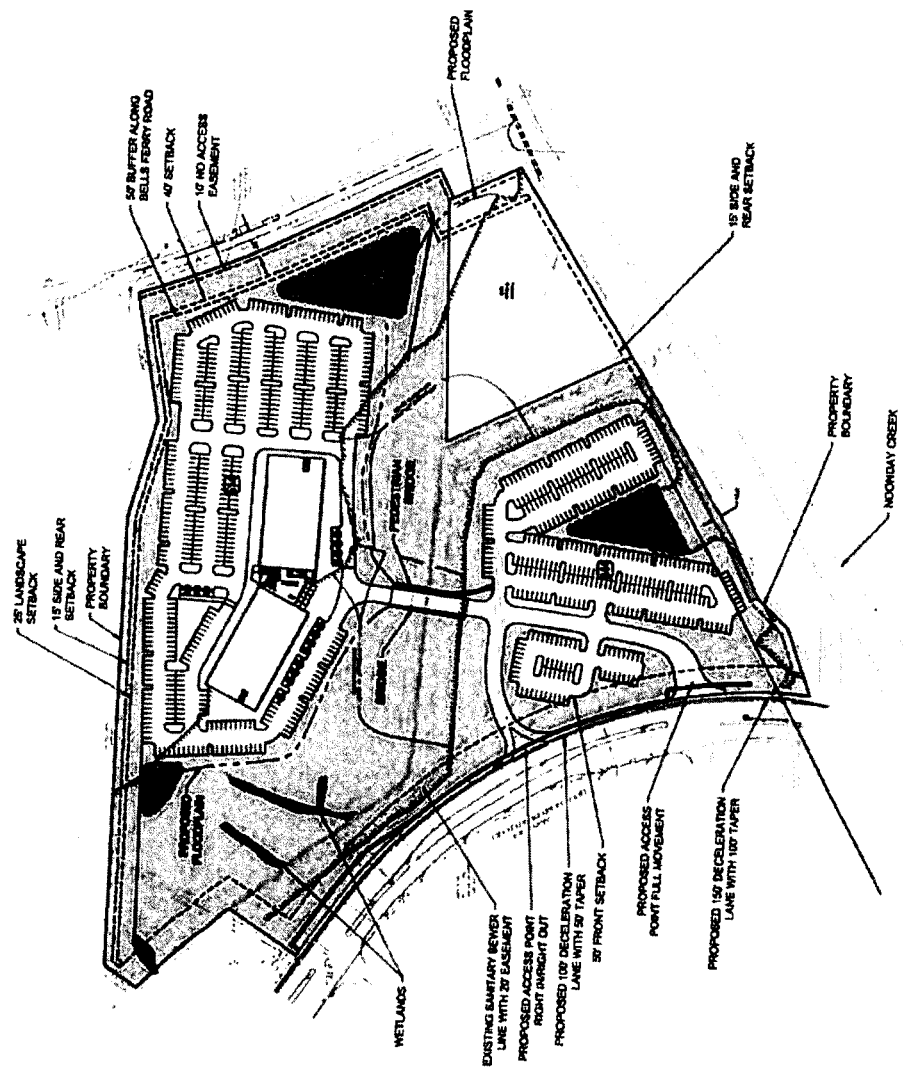 25' LANDSCAPE
SETBACK
15' SIDE AND REAR
SETBACK
PROPERTY
BOUNDARY
50' BUFFER ALONG
BELLS FERRY ROAD
40' SETBACK
10' NO ACCESS
EASEMENT
PROPOSED
FLOODPLAIN
15' SIDE AND
REAR SETBACK
PROPERTY
BOUNDARY
NOONDAY CREEK
PEDESTRIAN
BRIDGE
BRIDGE
PROPOSED
FLOODPLAIN
WETLANDS
EXISTING SANITARY SEWER
LINE WITH 20' EASEMENT
PROPOSED ACCESS POINT
RIGHT IN/RIGHT OUT
PROPOSED 100' DECELERATION
LANE WITH 50' TAPER
50' FRONT SETBACK
PROPOSED ACCESS
POINT FULL MOVEMENT
PROPOSED 150' DECELERATION
LANE WITH 100' TAPER